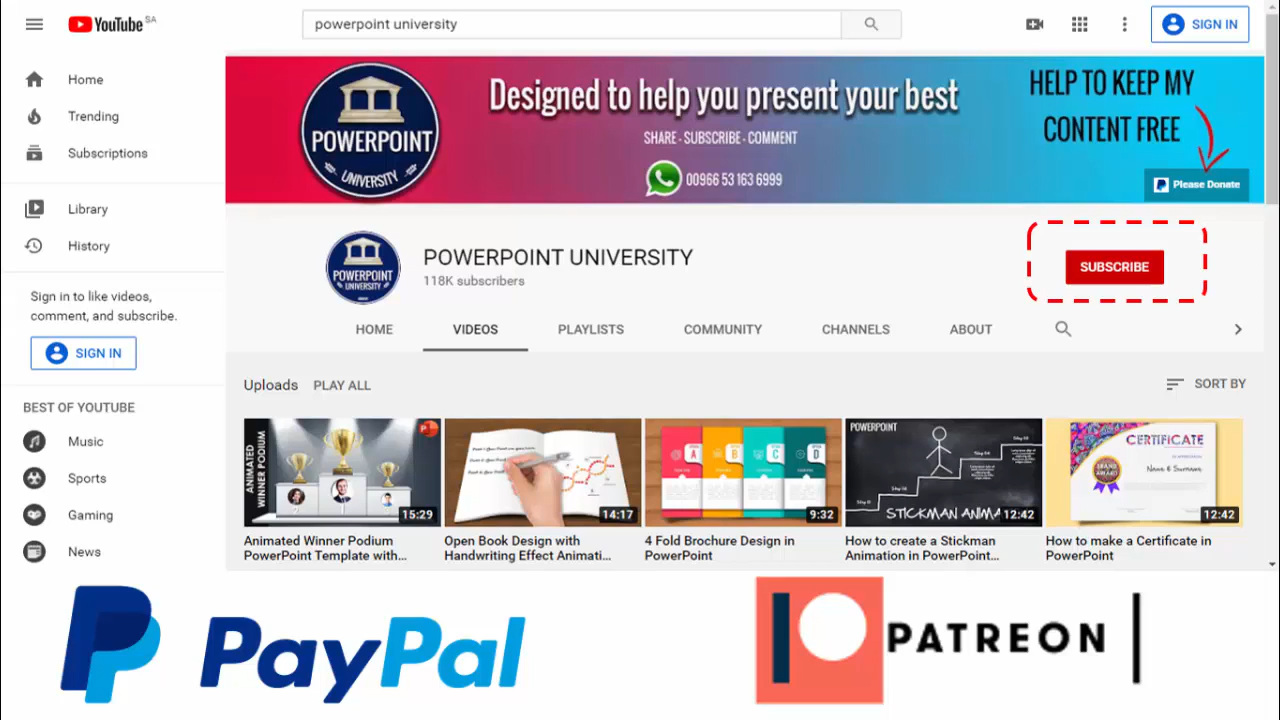 YouTube SA
powerpoint university
SIGN IN
Home
Trending
Subscriptions
Library
History
Sign in to like videos,
comment, and subscribe.
SIGN IN
BEST OF YOUTUBE
Music
Sports
Gaming
News
POWERPOINT
UNIVERSITY
Designed to help you present your best
SHARE - SUBSCRIBE - COMMENT
00966 53 163 6999
HELP TO KEEP MY
CONTENT FREE
Please Donate
POWERPOINT
UNIVERSITY
POWERPOINT UNIVERSITY
118K subscribers
SUBSCRIBE
HOME
VIDEOS
PLAYLISTS
COMMUNITY
CHANNELS
ABOUT
Uploads
PLAY ALL
SORT BY
ANIMATED
WINNER PODIUM
15:29
14:17
A
B
C
D
9:32
POWERPOINT
STICKMAN ANIMA
12:42
CERTIFICATE
BRAND
AWARD
Name & Surname
12:42
Animated Winner Podium
PowerPoint Template with...
Open Book Design with
Handwriting Effect Animati...
4 Fold Brochure Design in
PowerPoint
How to create a Stickman
Animation in PowerPoint...
How to make a Certificate in
PowerPoint
PayPal
PATREON